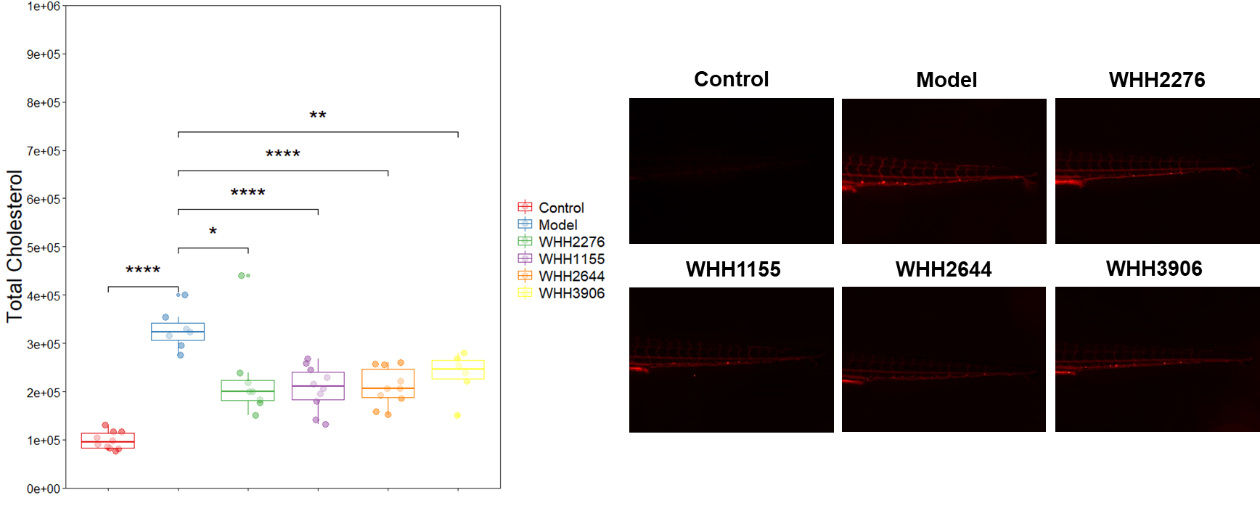 1e+06
9e+05
8e+05
7e+05
6e+05
5e+05
4e+05
3e+05
2e+05
1e+05
0e+00
Total Cholesterol
**
****
****
*
****
Control
Model
WHH2276
WHH1155
WHH2644
WHH3906
Control
Model
WHH2276
WHH1155
WHH2644
WHH3906